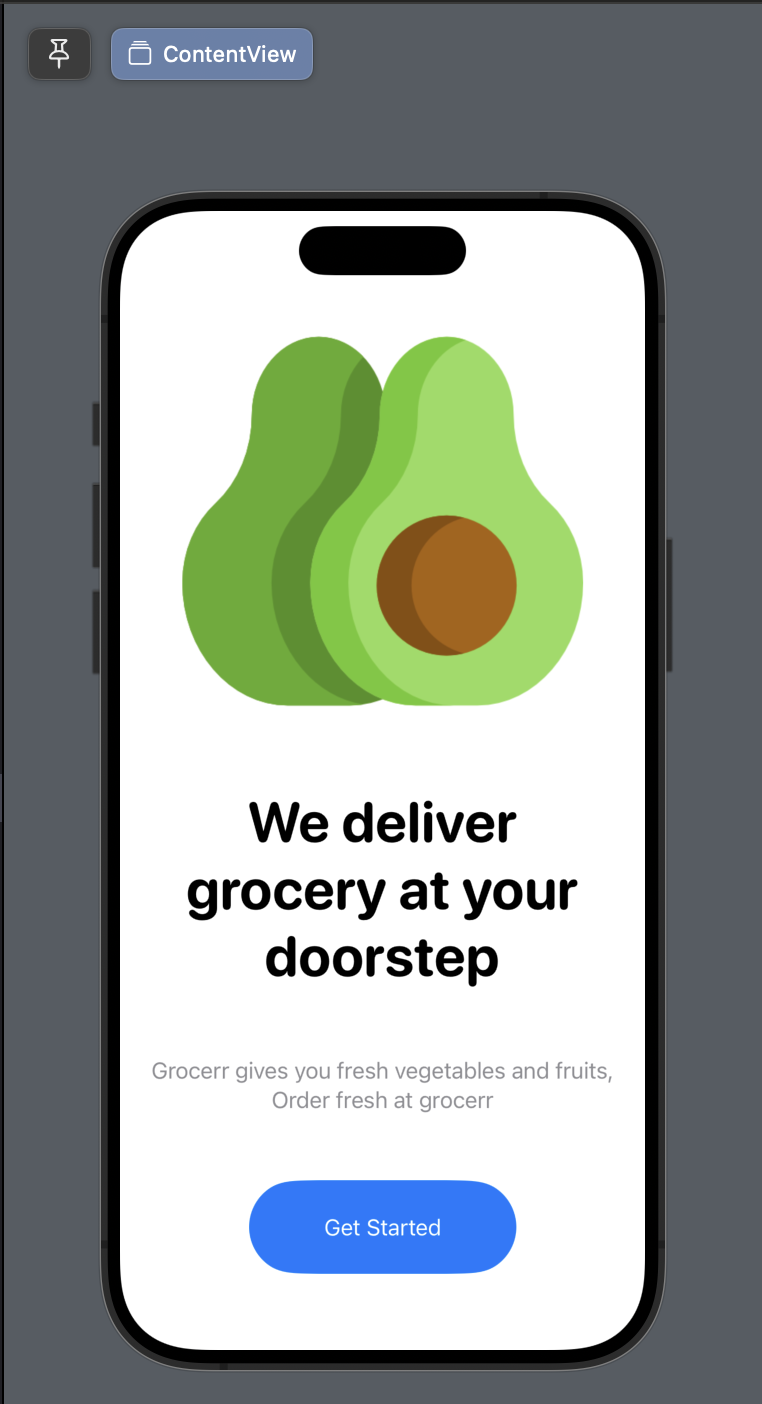 ContentView
We deliver
grocery at your
doorstep
Grocerr gives you fresh vegetables and fruits,
Order fresh at grocerr
Get Started